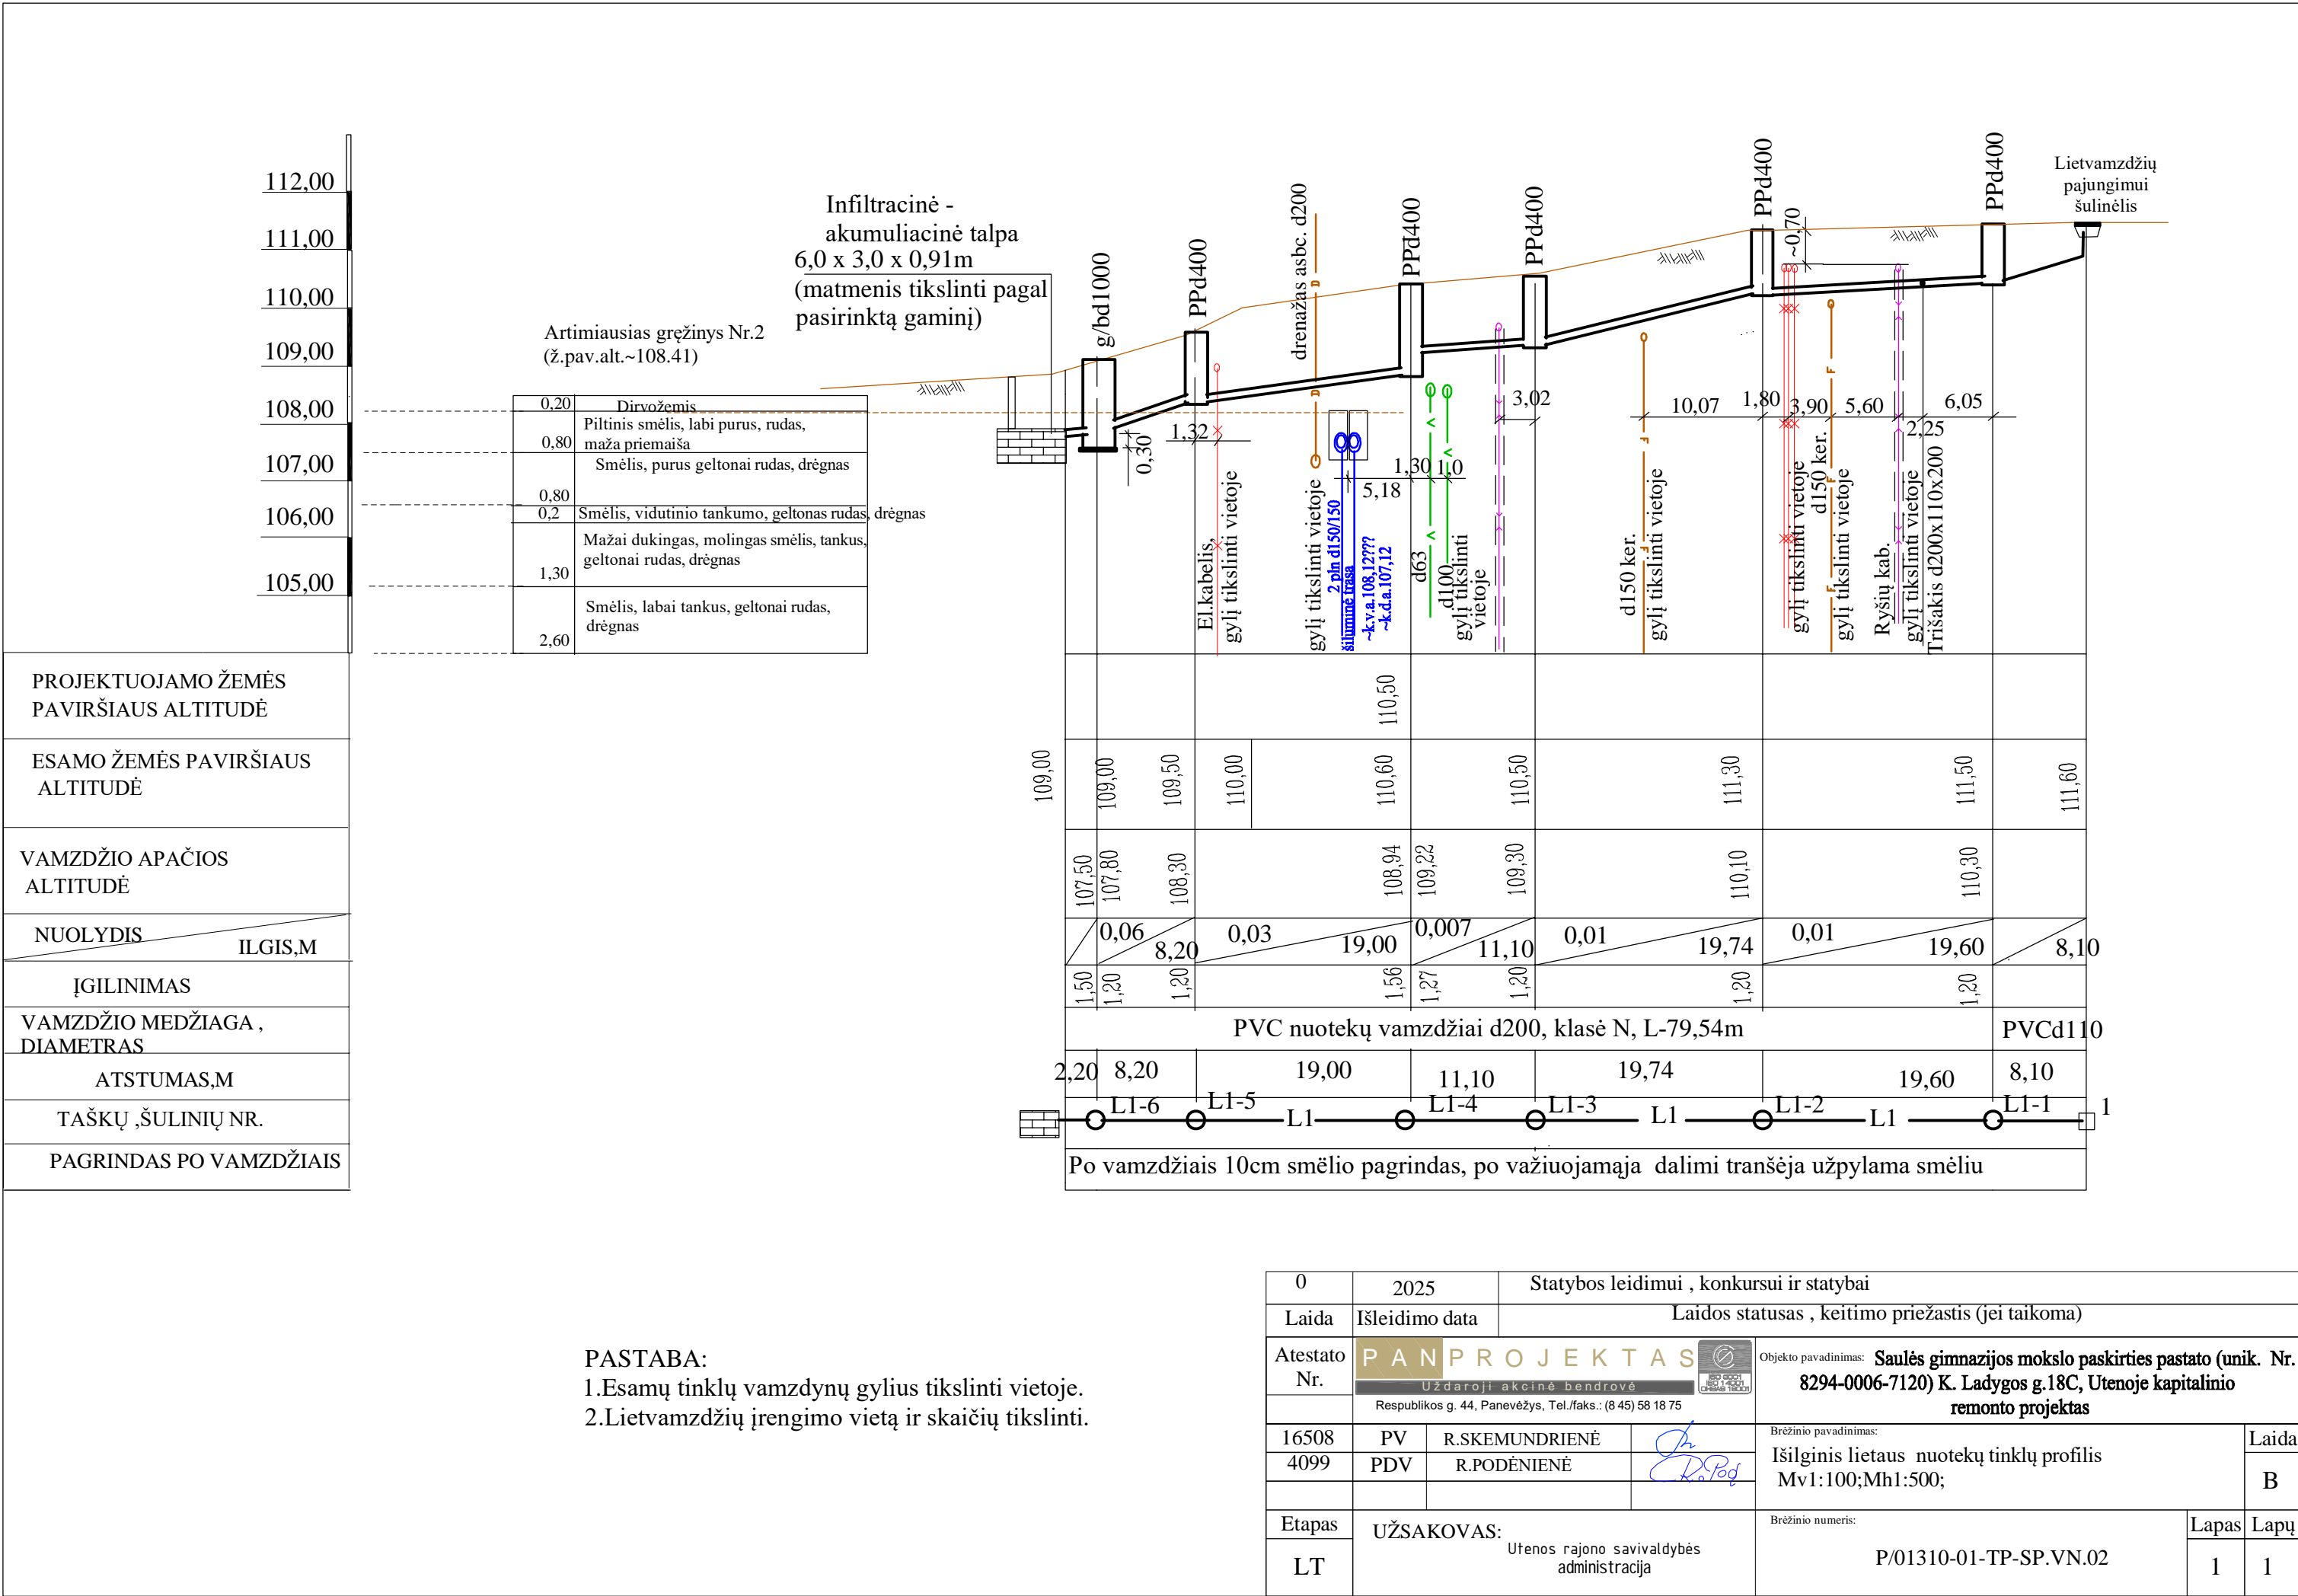 112,00
111,00
110,00
109,00
108,00
107,00
106,00
105,00
Artimiausias gręžinys Nr.2
(ž.pav.alt.~108.41)
0,20 Dirvožemis
Piltinis smėlis, labi purus, rudas,
0,80 maža priemaiša
Smėlis, purus geltonai rudas, drėgnas
0,80
0,2 Smėlis, vidutinio tankumo, geltonas rudas, drėgnas
Mažai dukingas, molingas smėlis, tankus,
geltonai rudas, drėgnas
1,30
Smėlis, labai tankus, geltonai rudas,
drėgnas
2,60
Infiltracinė -
akumuliacinė talpa
6,0 x 3,0 x 0,91m
(matmenis tikslinti pagal
pasirinktą gaminį)
g/bd1000
PPd400
drenažas asbc. d200
PPd400
PPd400
PPd400
PPd400
Lietvamzdžių
pajungimui
šulinėlis
~0,70
0,30
1,32
5,18
1,30
1,0
3,02
10,07
1,80
3,90
5,60
2,25
6,05
El.kabelis,
gylį tikslinti vietoje
gylį tikslinti vietoje
2 pln d150/150
šiluminė trasa
~k.v.a.108,12???
~k.d.a.107,12
d63
d100
gylį tikslinti
vietoje
d150 ker.
gylį tikslinti vietoje
gylį tikslinti vietoje
d150 ker.
gylį tikslinti vietoje
Ryšių kab.
gylį tikslinti vietoje
Trišakis d200x110x200
PROJEKTUOJAMO ŽEMĖS
PAVIRŠIAUS ALTITUDĖ
110,50
ESAMO ŽEMĖS PAVIRŠIAUS
ALTITUDĖ
109,00 109,00 109,50 110,00 110,60 110,50 111,30 111,50 111,60
VAMZDŽIO APAČIOS
ALTITUDĖ
107,50 107,80 108,30 108,94 109,22 109,30 110,10 110,30
NUOLYDIS
ILGIS,M
0,06 8,20 0,03 19,00 0,007 11,10 0,01 19,74 0,01 19,60 8,10
ĮGILINIMAS
1,50 1,20 1,20 1,56 1,27 1,20 1,20 1,20
VAMZDŽIO MEDŽIAGA ,
DIAMETRAS
PVC nuotekų vamzdžiai d200, klasė N, L-79,54m PVCd110
ATSTUMAS,M
2,20 8,20 19,00 11,10 19,74 19,60 8,10
TAŠKŲ ,ŠULINIŲ NR.
L1-6 L1-5 L1 L1-4 L1-3 L1 L1-2 L1 L1-1 1
PAGRINDAS PO VAMZDŽIAIS
Po vamzdžiais 10cm smëlio pagrindas, po važiuojamąja dalimi tranšėja užpylama smėliu
PASTABA:
1.Esamų tinklų vamzdynų gylius tikslinti vietoje.
2.Lietvamzdžių įrengimo vietą ir skaičių tikslinti.
0 2025 Statybos leidimui , konkursui ir statybai
Laida Išleidimo data Laidos statusas , keitimo priežastis (jei taikoma)
Atestato
Nr.
PANPROJEKTAS
Uždaroji akcinė bendrovė
ISO 9001
ISO 14001
OHSAS 18001
Respublikos g. 44, Panevėžys, Tel./faks.: (8 45) 58 18 75
Objekto pavadinimas: Saulės gimnazijos mokslo paskirties pastato (unik. Nr.
8294-0006-7120) K. Ladygos g.18C, Utenoje kapitalinio
remonto projektas
16508 PV R.SKEMUNDRIENĖ
4099 PDV R.PODĖNIENĖ
R.Pod
Brėžinio pavadinimas:
Išilginis lietaus nuotekų tinklų profilis
Mv1:100;Mh1:500;
Laida
B
Etapas
LT
UŽSAKOVAS:
Utenos rajono savivaldybės
administracija
Brėžinio numeris:
P/01310-01-TP-SP.VN.02
Lapas Lapų
1 1